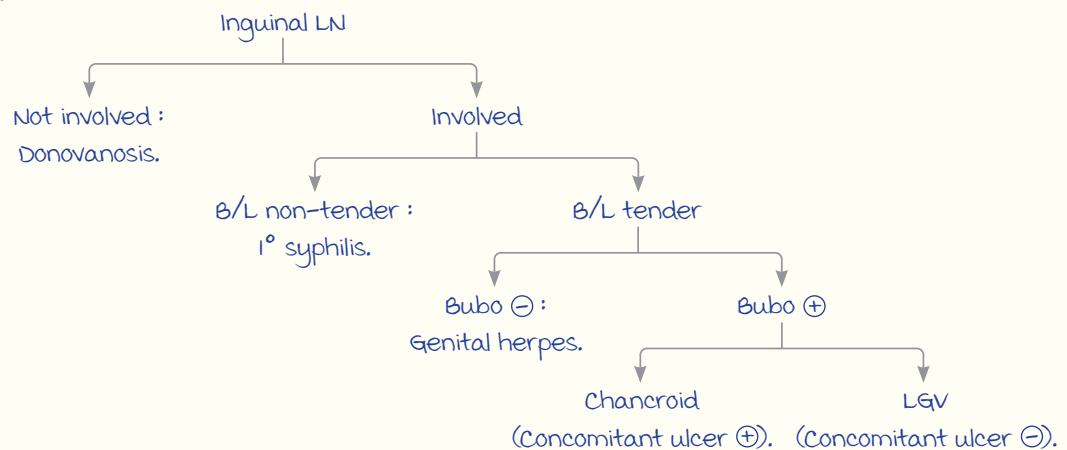 Inguinal LN
Not involved :
Donovanosis.
Involved
B/L non-tender :
1° syphilis.
B/L tender
Bubo ⊖ :
Genital herpes.
Bubo ⊕
Chancroid
(Concomitant ulcer ⊕).
LGV
(Concomitant ulcer ⊖).